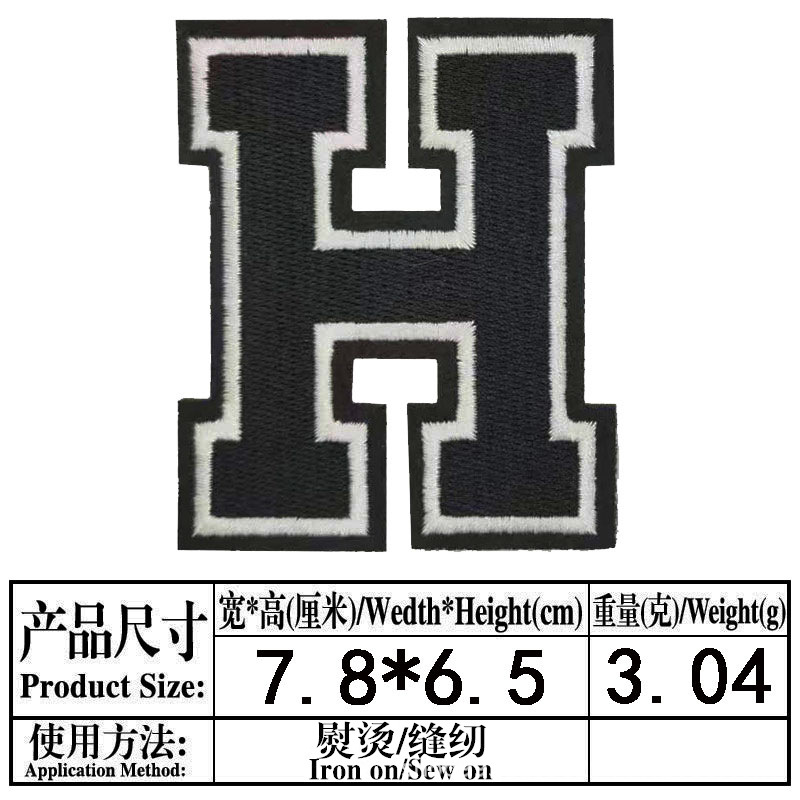 H
产品尺寸
Product Size:
宽*高(厘米)/Wedth*Height(cm)
重量(克)/Weight(g)
7.8*6.5
3.04
使用方法:
Application Method:
熨烫/缝纫
Iron on/Sew on